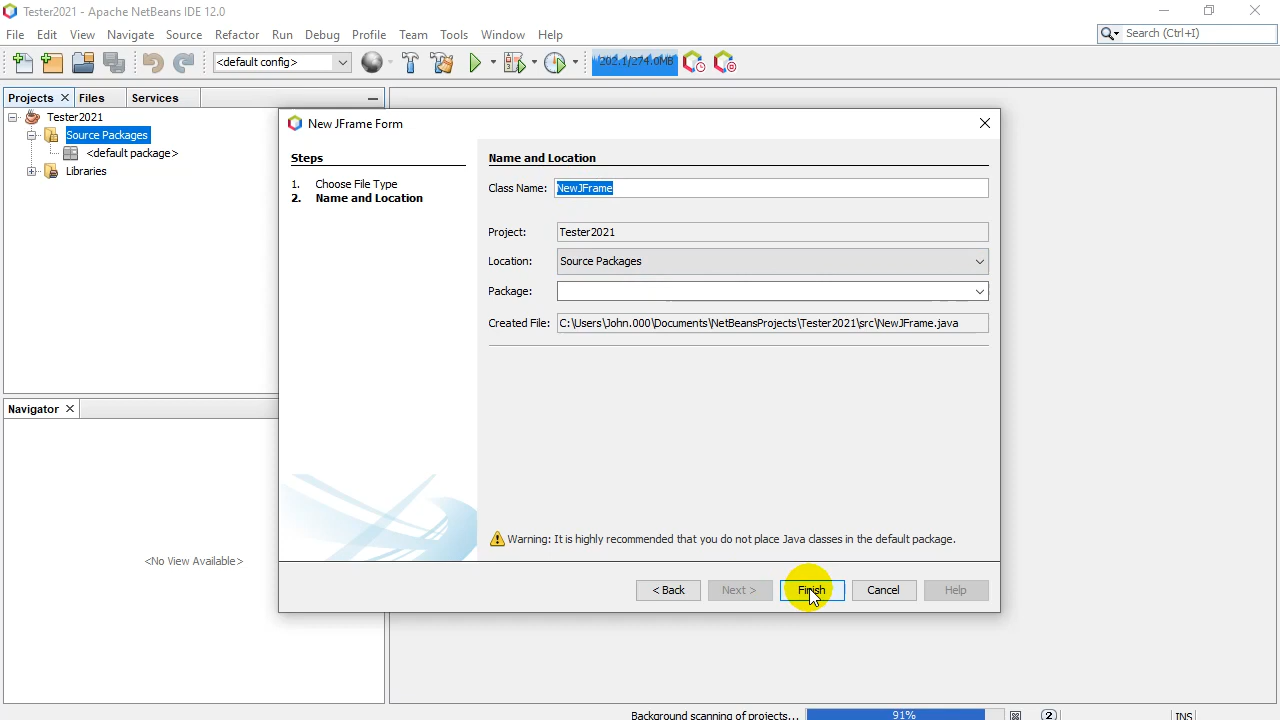 Tester2021 - Apache NetBeans IDE 12.0
File Edit View Navigate Source Refactor Run Debug Profile Team Tools Window Help
Search (Ctrl+I)
<default config>
202.1/274.0MB
Projects Files Services
Tester2021
Source Packages
<default package>
Libraries
Navigator
<No View Available>
New JFrame Form
Steps
1. Choose File Type
2. Name and Location
Name and Location
Class Name: NewJFrame
Project: Tester2021
Location: Source Packages
Package:
Created File: C:\Users\John.000\Documents\NetBeansProjects\Tester2021\src\NewJFrame.java
Warning: It is highly recommended that you do not place Java classes in the default package.
< Back Next > Finish Cancel Help
Background scanning of projects... 91% 2 INS